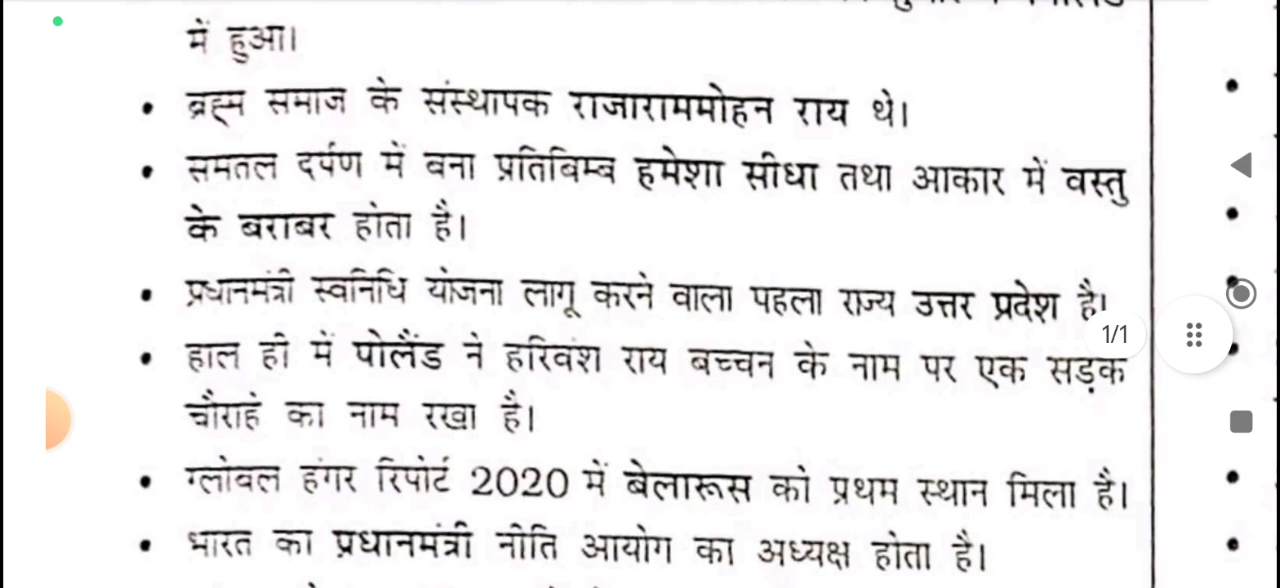 में हुआ।
• ब्रह्म समाज के संस्थापक राजाराममोहन राय थे।
• समतल दर्पण में बना प्रतिबिम्ब हमेशा सीधा तथा आकार में वस्तु
के बराबर होता है।
• प्रधानमंत्री स्वनिधि योजना लागू करने वाला पहला राज्य उत्तर प्रदेश है।
1/1
• हाल ही में पोलैंड ने हरिवंश राय बच्चन के नाम पर एक सड़क
चौराहे का नाम रखा है।
• ग्लोबल हंगर रिपोर्ट 2020 में बेलारूस को प्रथम स्थान मिला है।
• भारत का प्रधानमंत्री नीति आयोग का अध्यक्ष होता है।